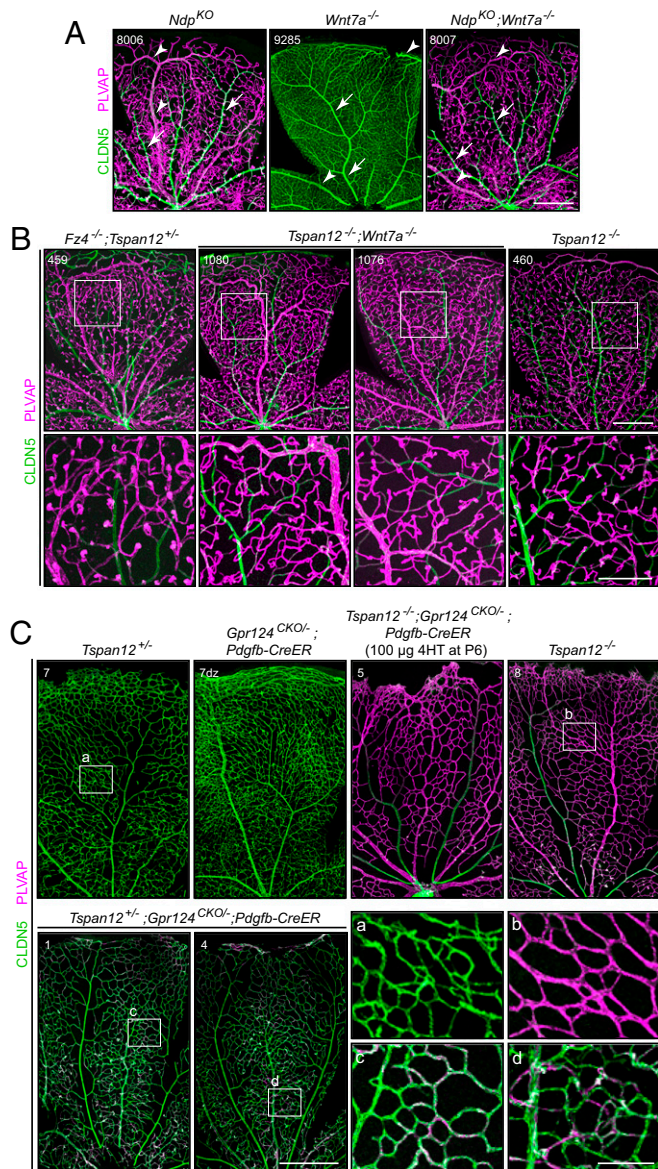 A
Ndp^KO
Wnt7a^-/-
Ndp^KO;Wnt7a^-/-
CLDN5 PLVAP
8006
9285
8007
B
Fz4^-/-;Tspan12^+/-
Tspan12^-/-;Wnt7a^-/-
Tspan12^-/-
CLDN5 PLVAP
459
1080
1076
460
C
Tspan12^+/-
Gpr124^CKO/-;
Pdgfb-CreER
Tspan12^-/-;Gpr124^CKO/-;
Pdgfb-CreER
(100 µg 4HT at P6)
Tspan12^-/-
CLDN5 PLVAP
7
a
7dz
5
8
b
Tspan12^+/-;Gpr124^CKO/-;Pdgfb-CreER
1
c
4
d
a
b
c
d